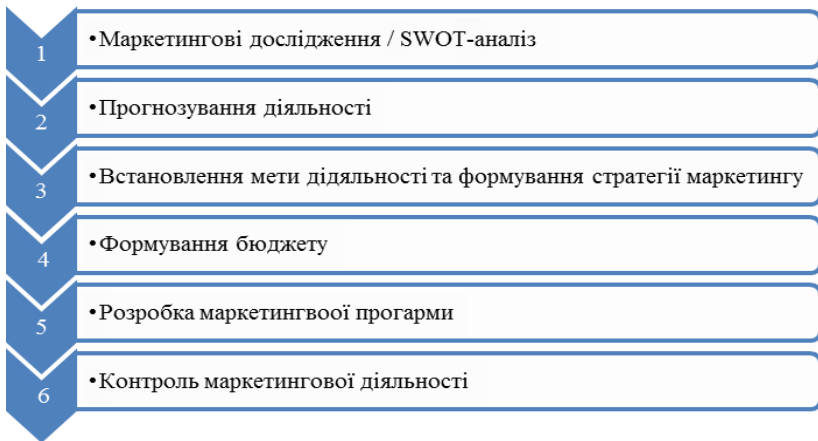 1 •Маркетингові дослідження / SWOT-аналіз
2 •Прогнозування діяльності
3 •Встановлення мети дідяльності та формування стратегії маркетингу
4 •Формування бюджету
5 •Розробка маркетингвоої прогарми
6 •Контроль маркетингової діяльності